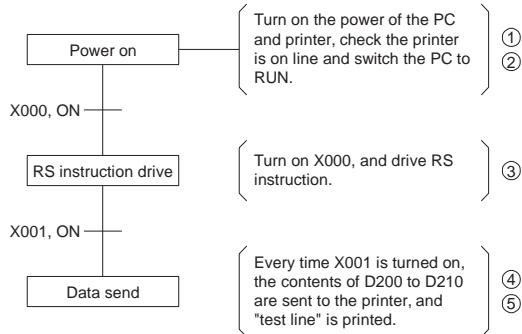 Power on
Turn on the power of the PC
and printer, check the printer
is on line and switch the PC to
RUN.
①
②
X000, ON
RS instruction drive
Turn on X000, and drive RS
instruction.
③
X001, ON
Data send
Every time X001 is turned on,
the contents of D200 to D210
are sent to the printer, and
"test line" is printed.
④
⑤